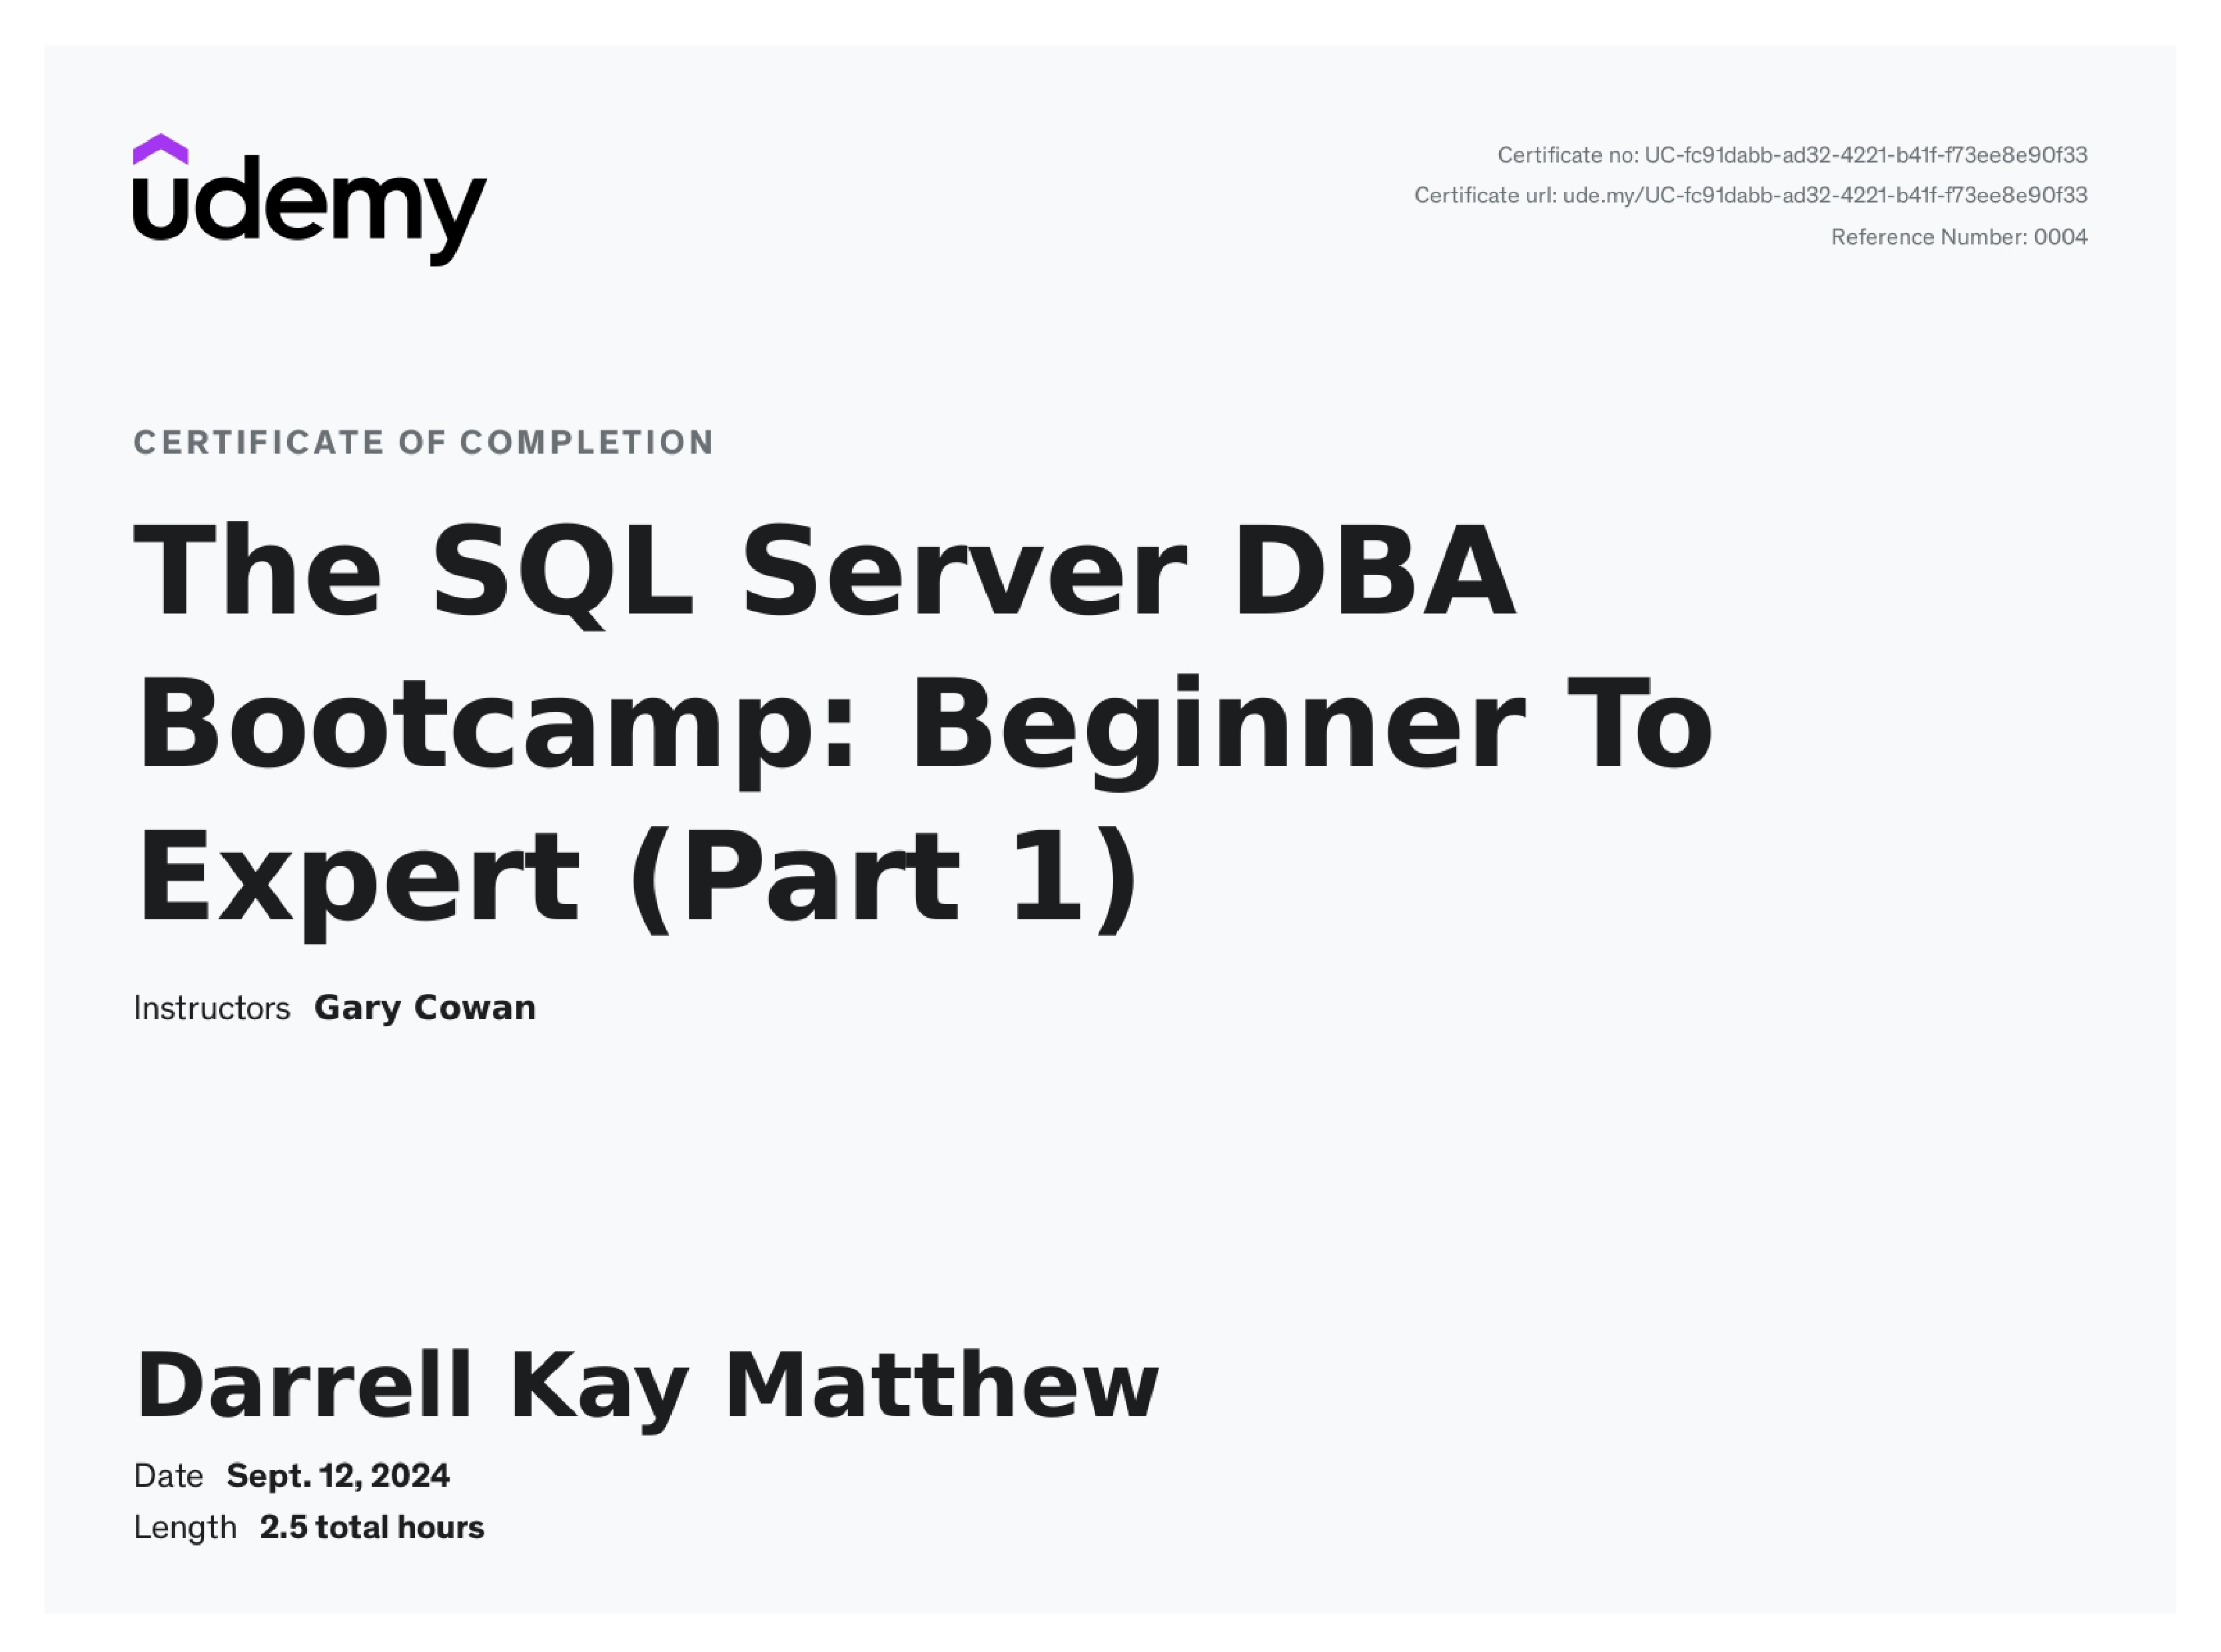 udemy
Certificate no: UC-fc91dabb-ad32-4221-b41f-f73ee8e90f33
Certificate url: ude.my/UC-fc91dabb-ad32-4221-b41f-f73ee8e90f33
Reference Number: 0004
CERTIFICATE OF COMPLETION
The SQL Server DBA
Bootcamp: Beginner To
Expert (Part 1)
Instructors Gary Cowan
Darrell Kay Matthew
Date Sept. 12, 2024
Length 2.5 total hours